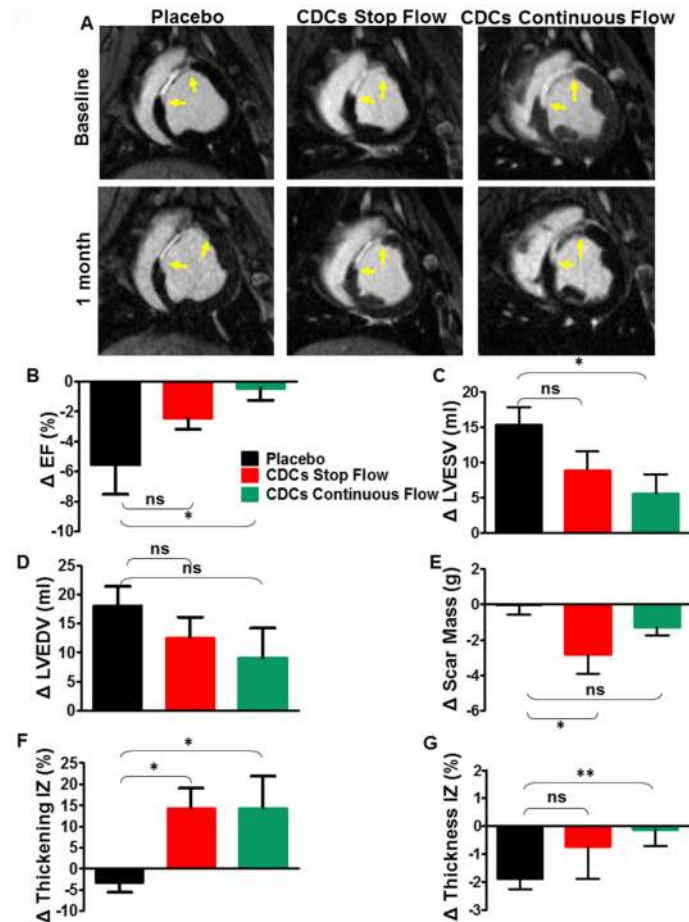 A
Placebo
CDCs Stop Flow
CDCs Continuous Flow
Baseline
1 month
B
Δ EF (%)
0
-2
-4
-6
-8
-10
ns
*
Placebo
CDCs Stop Flow
CDCs Continuous Flow
C
Δ LVESV (ml)
20
15
10
5
0
ns
*
D
Δ LVEDV (ml)
25
20
15
10
5
0
ns
ns
E
Δ Scar Mass (g)
2
0
-2
-4
-6
ns
*
F
Δ Thickening IZ (%)
25
20
15
10
5
0
-5
-10
*
*
G
Δ Thickness IZ (%)
2
1
0
-1
-2
-3
**
ns